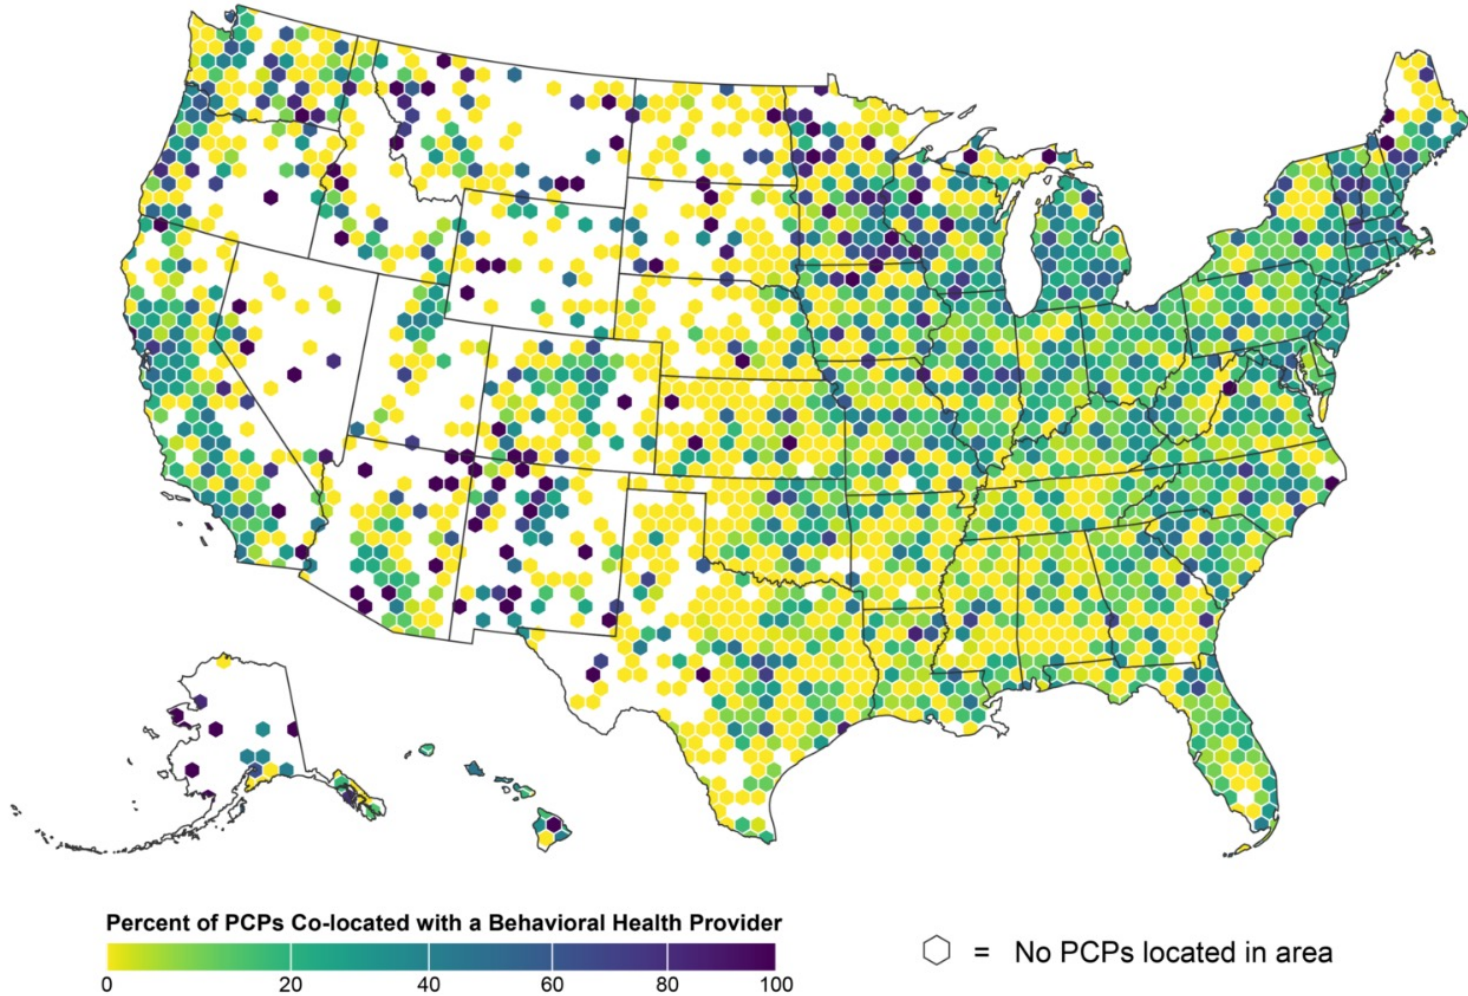 Percent of PCPs Co-located with a Behavioral Health Provider
0 20 40 60 80 100
= No PCPs located in area